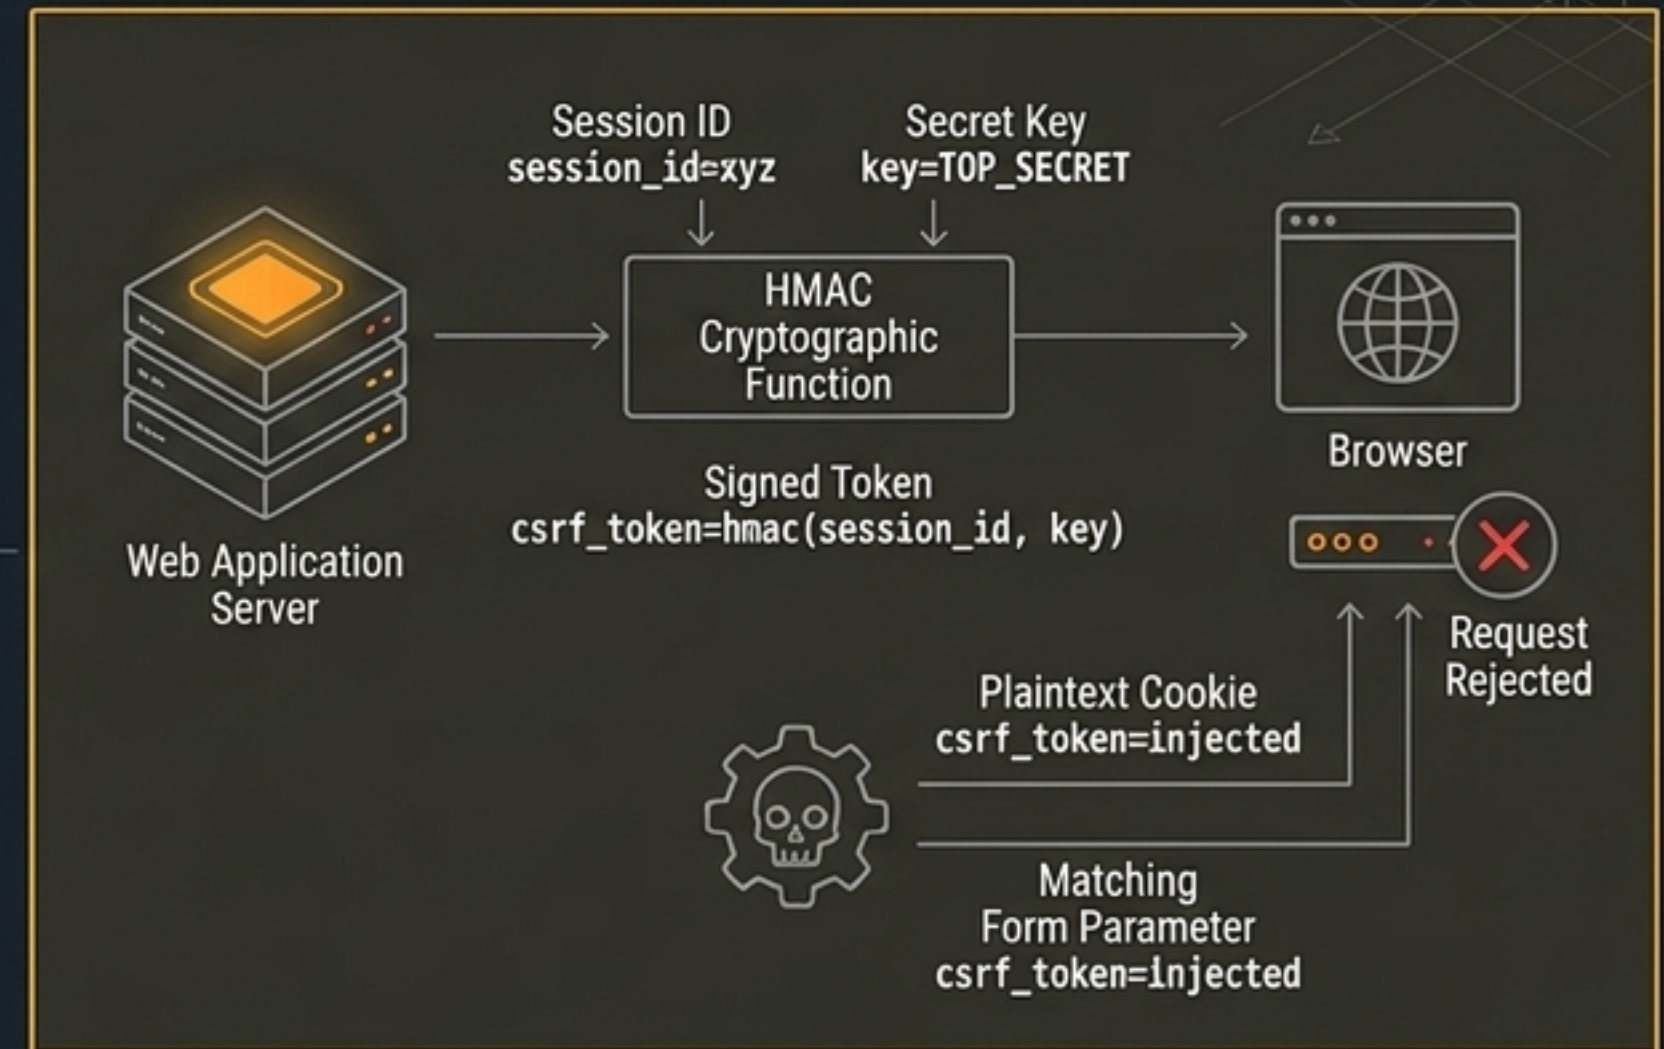 Session ID
session_id=xyz
Secret Key
key=TOP_SECRET
HMAC
Cryptographic
Function
Browser
Signed Token
csrf_token=hmac(session_id, key)
Web Application
Server
Request
Rejected
Plaintext Cookie
csrf_token=injected
Matching
Form Parameter
csrf_token=injected